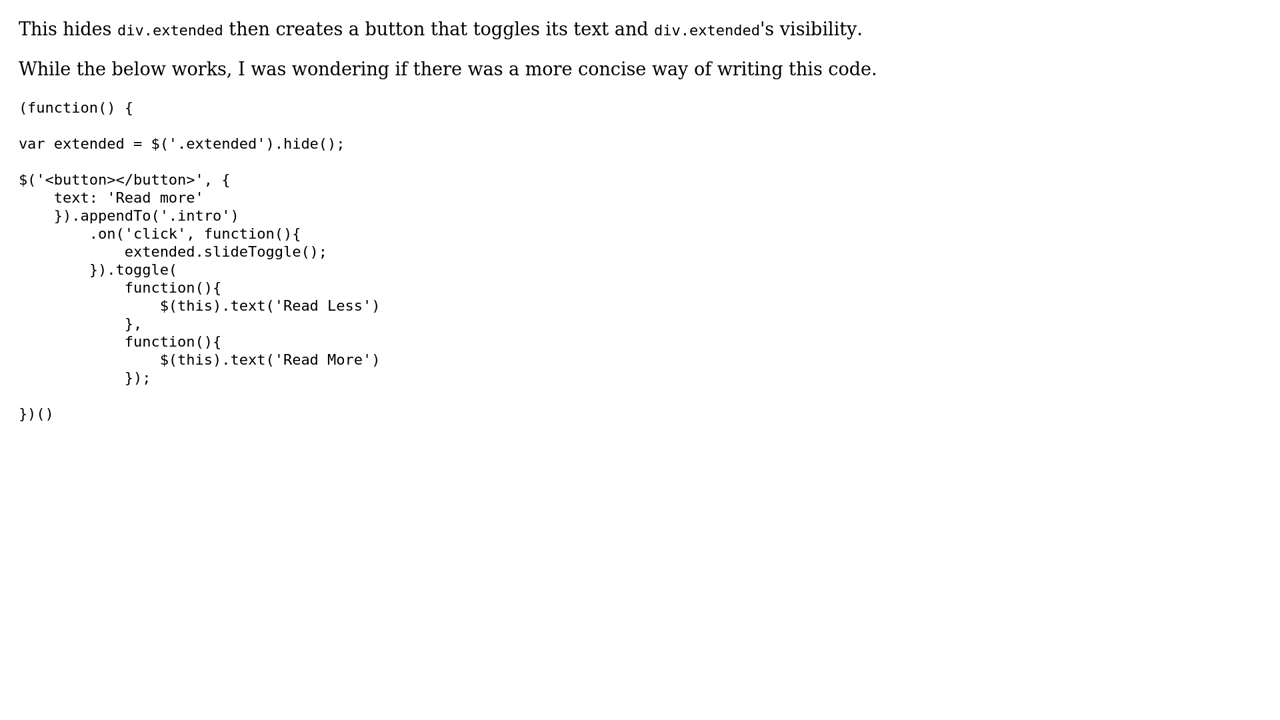 This hides div.extended then creates a button that toggles its text and div.extended's visibility.
While the below works, I was wondering if there was a more concise way of writing this code.
(function() {
var extended = $('.extended').hide();
$('<button></button>', {
    text: 'Read more'
    }).appendTo('.intro')
        .on('click', function(){
            extended.slideToggle();
        }).toggle(
            function(){
                $(this).text('Read Less')
            },
            function(){
                $(this).text('Read More')
            });
})()